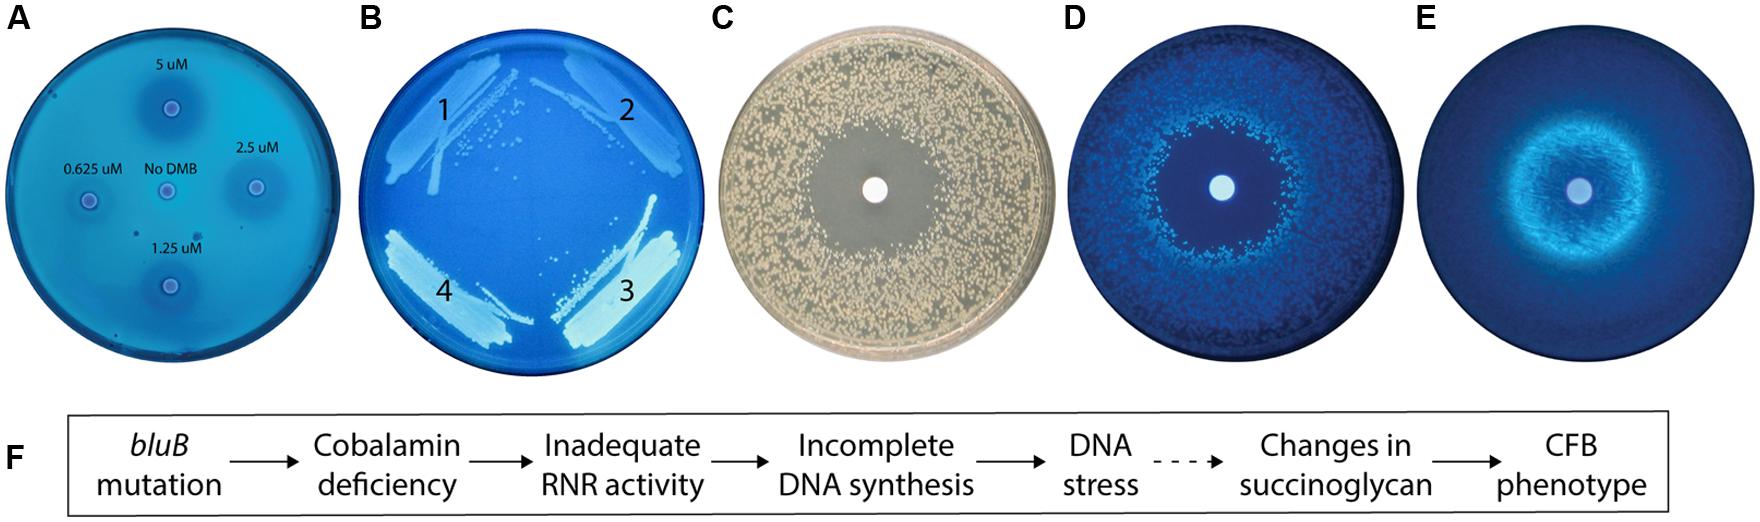 A
B
C
D
E
5 uM
2.5 uM
0.625 uM
No DMB
1.25 uM
1
2
4
3
F
bluB
mutation
Cobalamin
deficiency
Inadequate
RNR activity
Incomplete
DNA synthesis
DNA
stress
Changes in
succinoglycan
CFB
phenotype